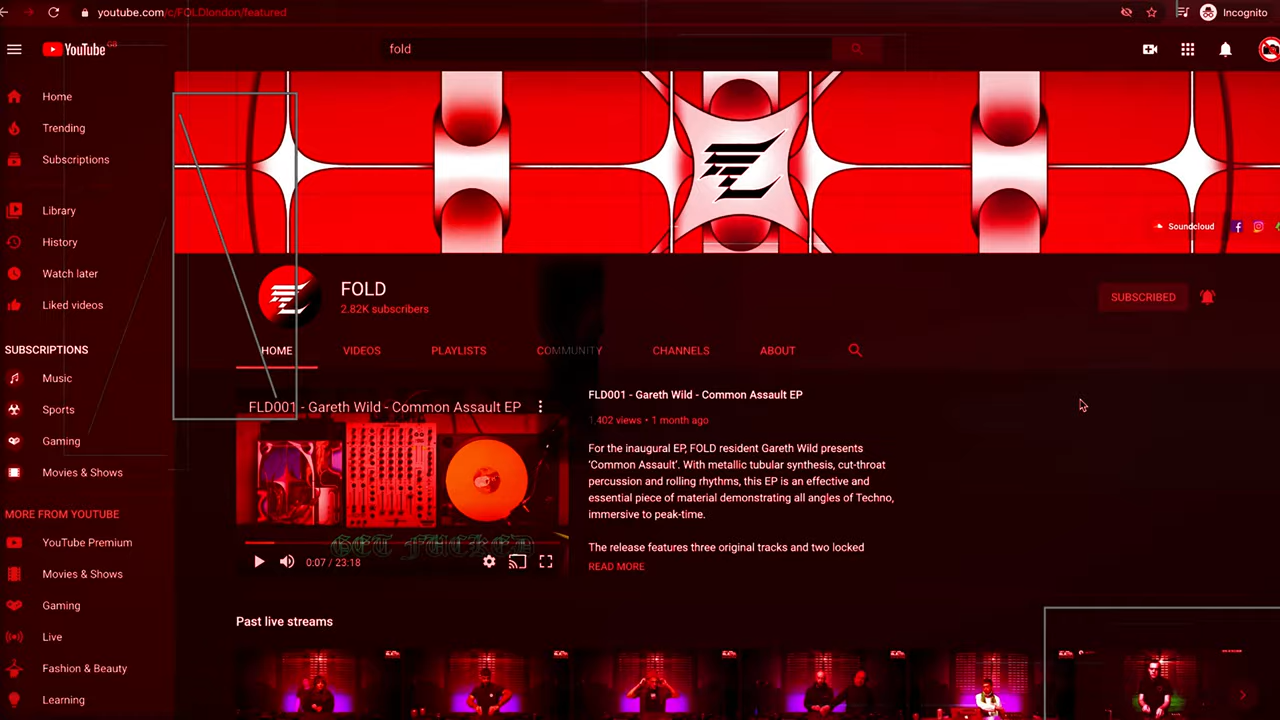 youtube.com/c/FOLDlondon/featured
Incognito
YouTube GB
fold
Home
Trending
Subscriptions
Library
History
Watch later
Liked videos
SUBSCRIPTIONS
Music
Sports
Gaming
Movies & Shows
MORE FROM YOUTUBE
YouTube Premium
Movies & Shows
Gaming
Live
Fashion & Beauty
Learning
Soundcloud
FOLD
2.82K subscribers
SUBSCRIBED
HOME VIDEOS PLAYLISTS COMMUNITY CHANNELS ABOUT
FLD001 - Gareth Wild - Common Assault EP
GET FUCKED
0:07 / 23:18
FLD001 - Gareth Wild - Common Assault EP
1,402 views • 1 month ago
For the inaugural EP, FOLD resident Gareth Wild presents
'Common Assault'. With metallic tubular synthesis, cut-throat
percussion and rolling rhythms, this EP is an effective and
essential piece of material demonstrating all angles of Techno,
immersive to peak-time.
The release features three original tracks and two locked
READ MORE
Past live streams